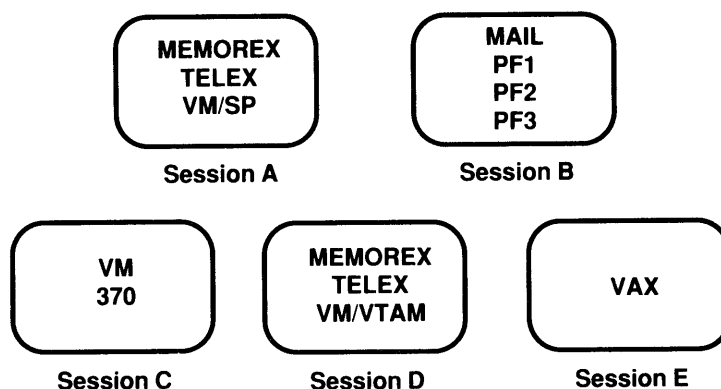 MEMOREX
TELEX
VM/SP
Session A
MAIL
PF1
PF2
PF3
Session B
VM
370
Session C
MEMOREX
TELEX
VM/VTAM
Session D
VAX
Session E